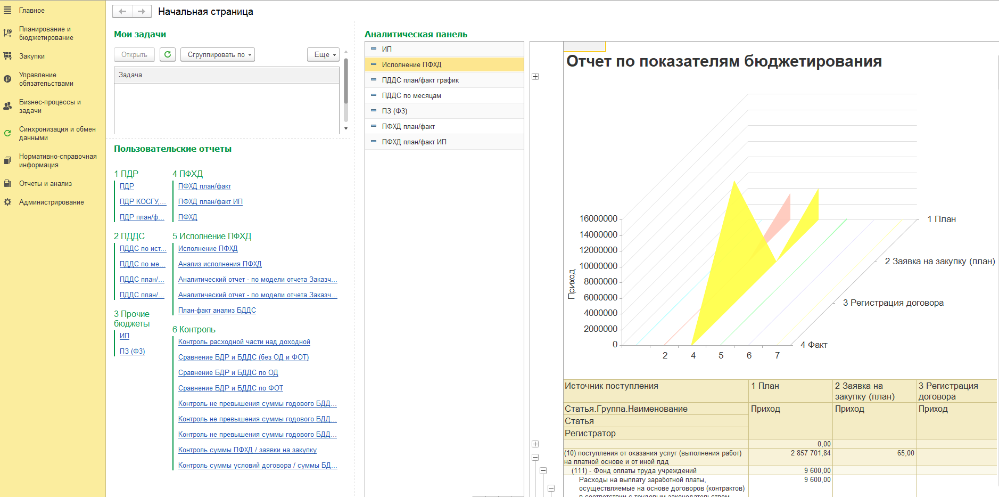 Главное
Планирование и
бюджетирование
Закупки
Управление
обязательствами
Бизнес-процессы и
задачи
Синхронизация и обмен
данными
Нормативно-справочная
информация
Отчеты и анализ
Администрирование
Начальная страница
Мои задачи
Открыть
Сгруппировать по
Еще
Задача
Пользовательские отчеты
1 ПДР
ПДР
ПДР КОСГУ,...
ПДР план/ф...
2 ПДДС
ПДДС по ист...
ПДДС по ме...
ПДДС план/...
ПДДС план/...
3 Прочие
бюджеты
ИП
ПЗ (ФЗ)
4 ПФХД
ПФХД план/факт
ПФХД план/факт ИП
ПФХД
5 Исполнение ПФХД
Исполнение ПФХД
Анализ исполнения ПФХД
Аналитический отчет - по модели отчета Заказч...
Аналитический отчет - по модели отчета Заказч...
План-факт анализ БДДС
6 Контроль
Контроль расходной части над доходной
Сравнение БДР и БДДС (без ОД и ФОТ)
Сравнение БДР и БДДС по ОД
Сравнение БДР и БДДС по ФОТ
Контроль не превышения суммы годового БДД...
Контроль не превышения суммы годового БДД...
Контроль не превышения суммы годового БДД...
Контроль суммы ПФХД / заявки на закупку
Контроль суммы условий договора / суммы БД...
Аналитическая панель
ИП
Исполнение ПФХД
ПДДС план/факт график
ПДДС по месяцам
ПЗ (ФЗ)
ПФХД план/факт
ПФХД план/факт ИП
Отчет по показателям бюджетирования
Приход
16000000
14000000
12000000
10000000
8000000
6000000
4000000
2000000
0
2 4 5 6 7
1 План
2 Заявка на закупку (план)
3 Регистрация договора
4 Факт
Источник поступления 1 План 2 Заявка на 3 Регистрация
закупку (план) договора
Статья.Группа.Наименование Приход Приход Приход
Статья
Регистратор
0,00
(10) поступления от оказания услуг (выполнения работ) 2 857 701,84 65,00
на платной основе и от иной пдд
(111) - Фонд оплаты труда учреждений 9 600,00
Расходы на выплату заработной платы, 9 600,00
осуществляемые на основе договоров (контрактов)
в соответствии с трудовым законодательством